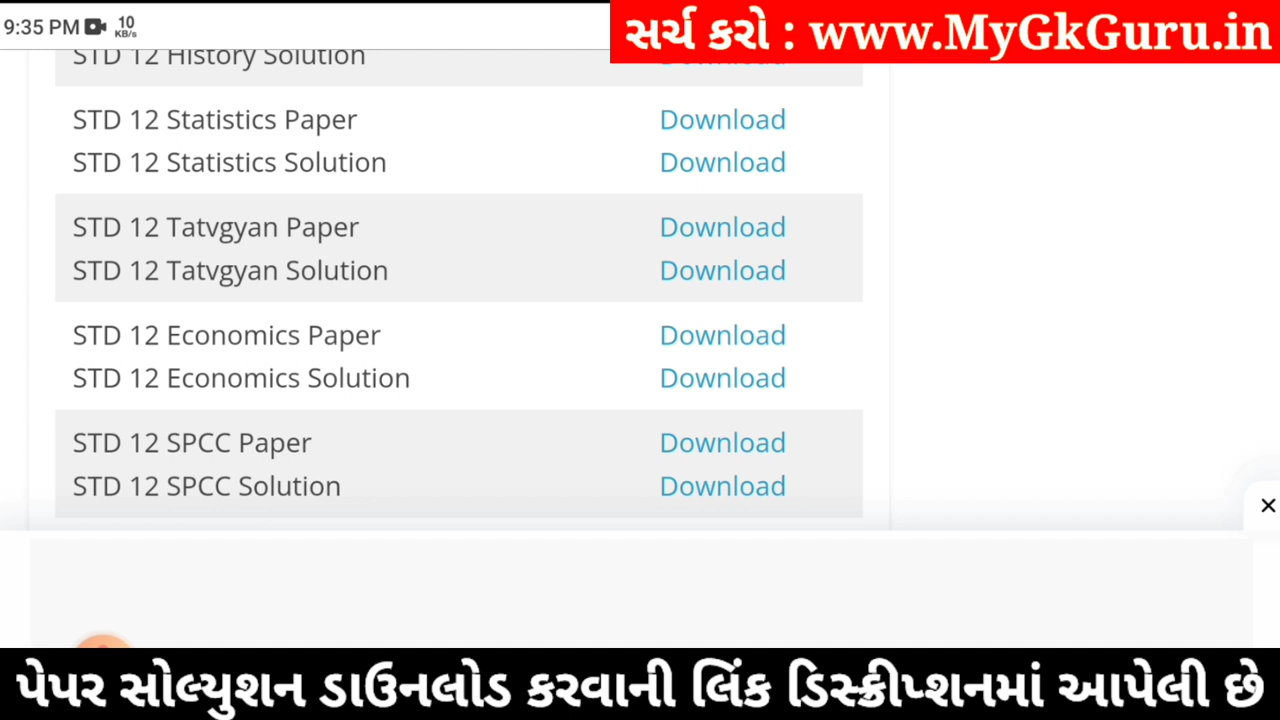 9:35 PM 10 KB/s
સર્ચ કરો : www.MyGkGuru.in
STD 12 History Solution
STD 12 Statistics Paper Download
STD 12 Statistics Solution Download
STD 12 Tatvgyan Paper Download
STD 12 Tatvgyan Solution Download
STD 12 Economics Paper Download
STD 12 Economics Solution Download
STD 12 SPCC Paper Download
STD 12 SPCC Solution Download
પેપર સોલ્યુશન ડાઉનલોડ કરવાની લિંક ડિસ્ક્રીપ્શનમાં આપેલી છે